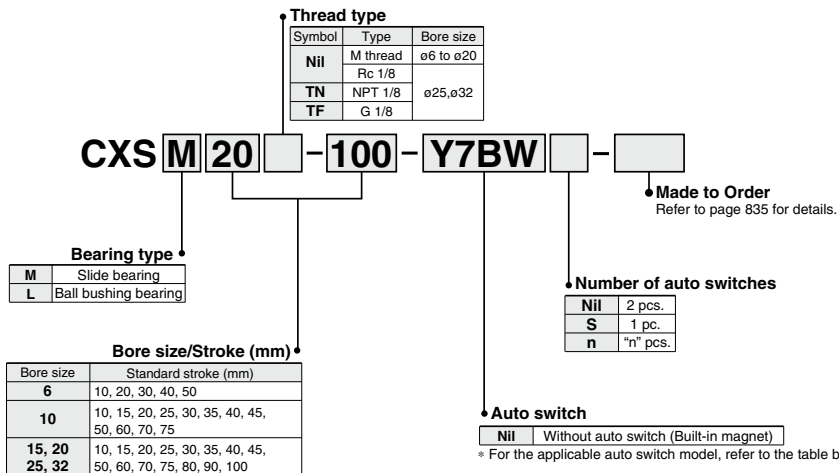 Thread type
Symbol Type Bore size
Nil M thread ø6 to ø20
Rc 1/8 ø25,ø32
TN NPT 1/8
TF G 1/8
CXS M 20 – 100 – Y7BW –
Made to Order
Refer to page 835 for details.
Bearing type
M Slide bearing
L Ball bushing bearing
Number of auto switches
Nil 2 pcs.
S 1 pc.
n “n” pcs.
Bore size/Stroke (mm)
Bore size Standard stroke (mm)
6 10, 20, 30, 40, 50
10 10, 15, 20, 25, 30, 35, 40, 45,
50, 60, 70, 75
15, 20 10, 15, 20, 25, 30, 35, 40, 45,
25, 32 50, 60, 70, 75, 80, 90, 100
Auto switch
Nil Without auto switch (Built-in magnet)
* For the applicable auto switch model, refer to the table